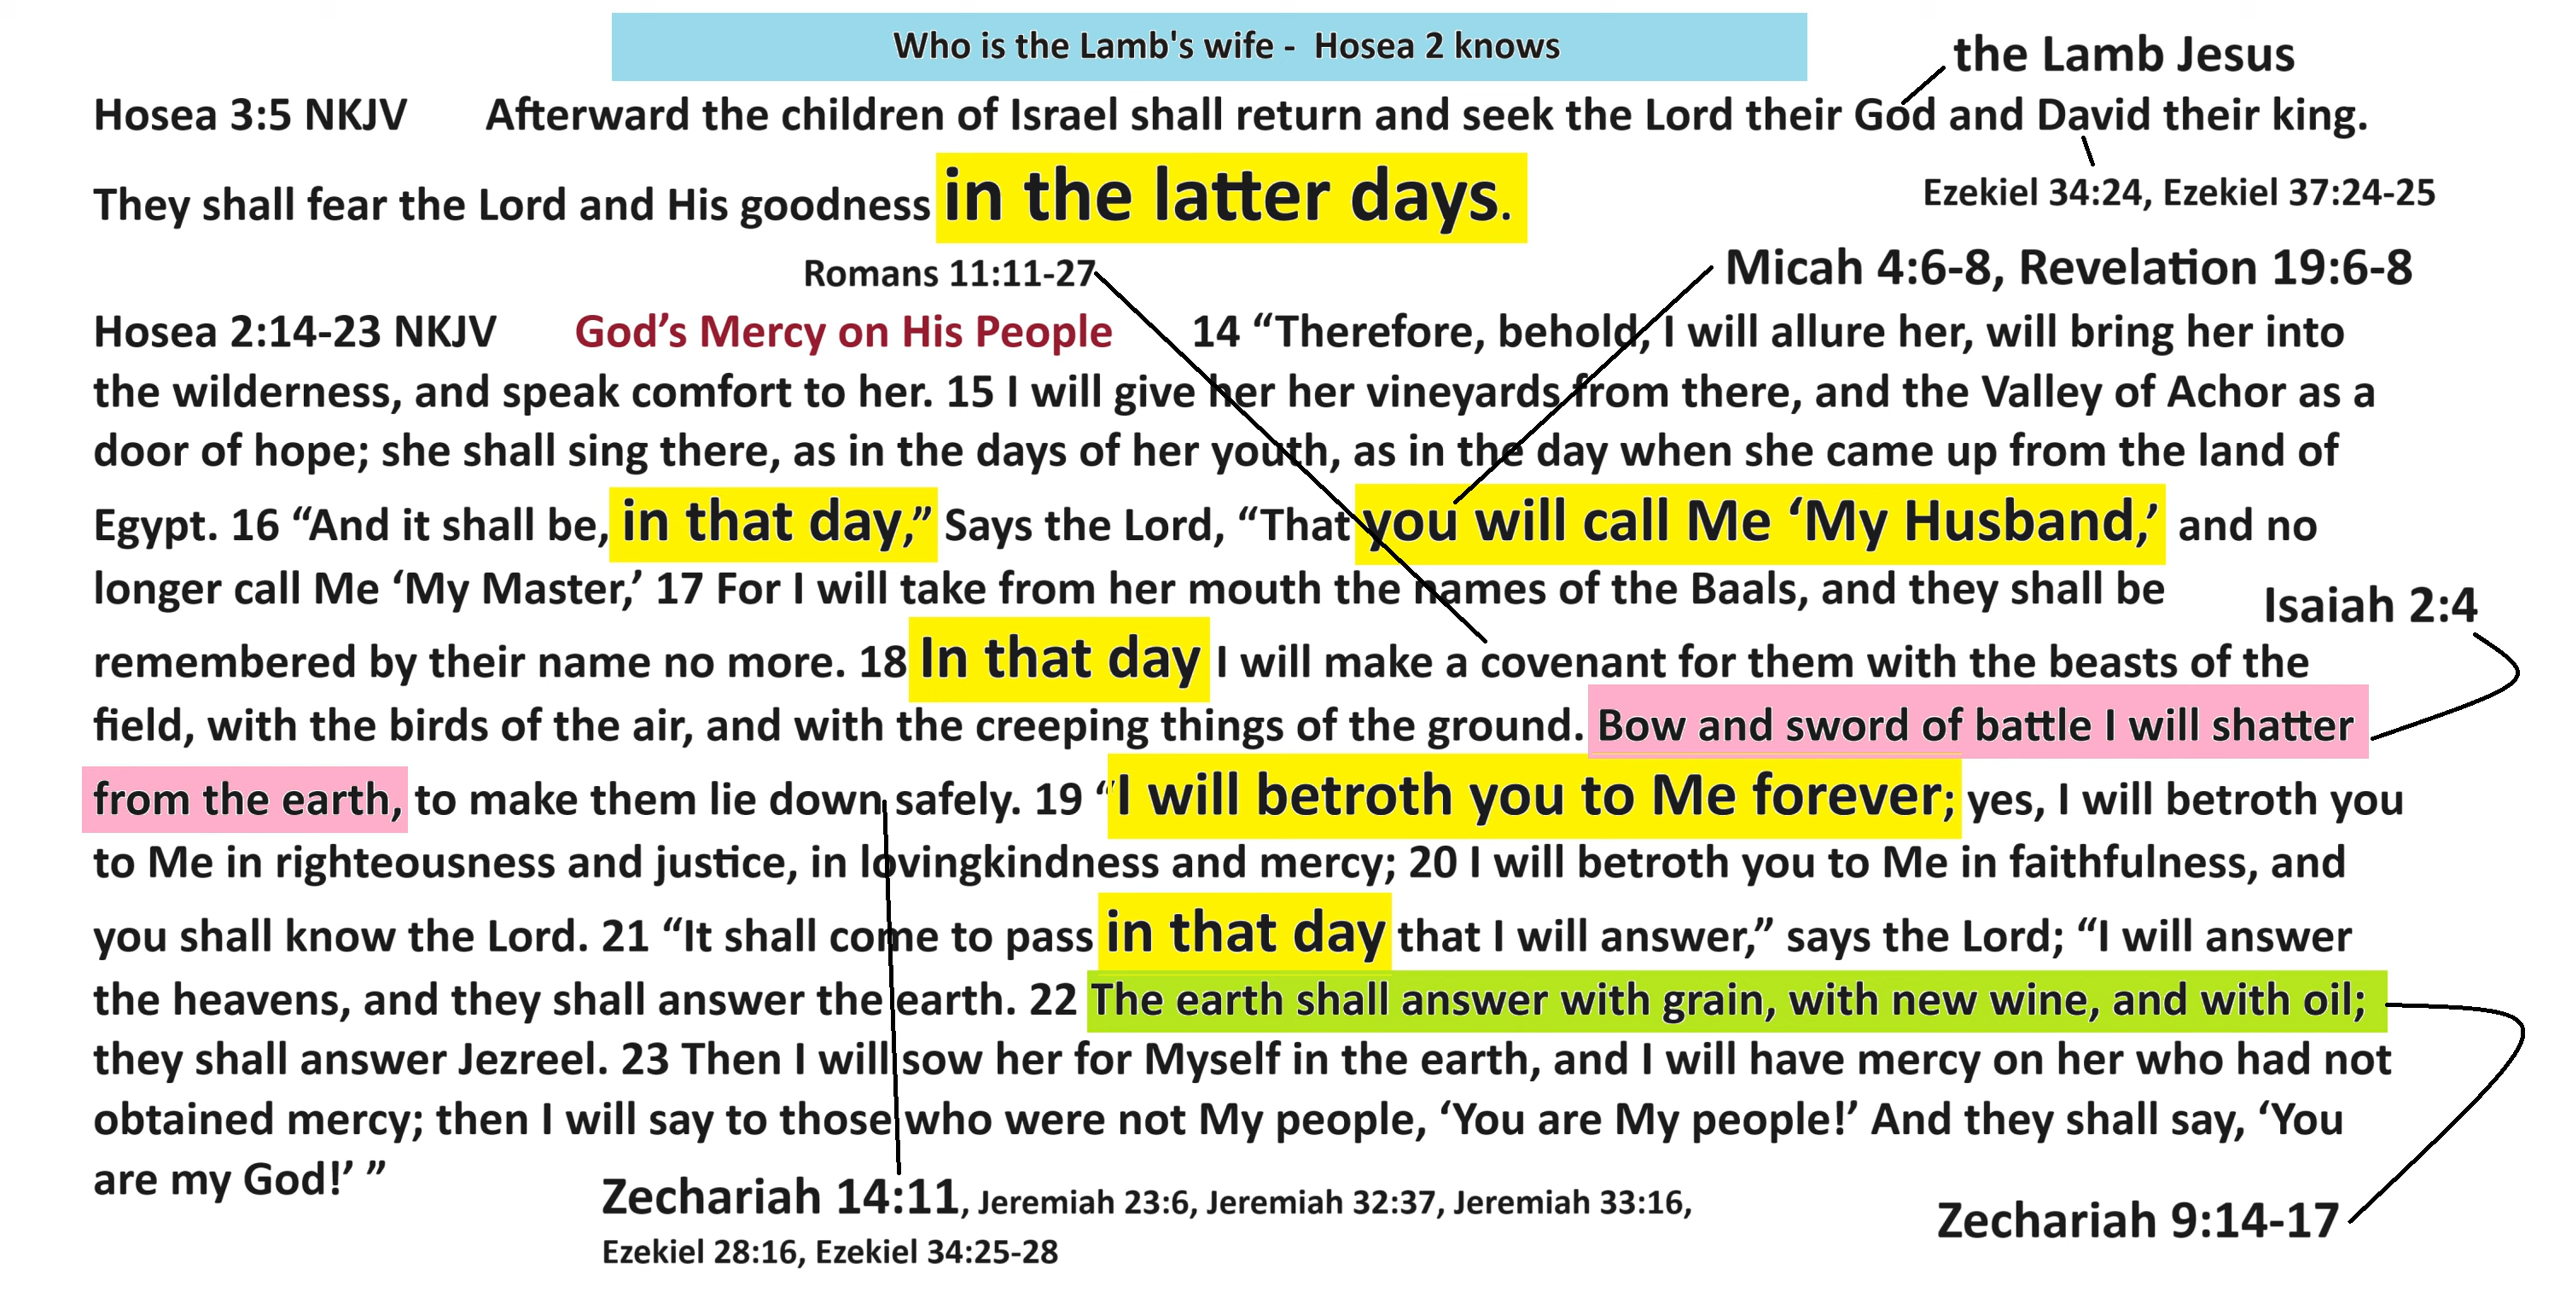 Who is the Lamb's wife -  Hosea 2 knows
the Lamb Jesus
Hosea 3:5 NKJV Afterward the children of Israel shall return and seek the Lord their God and David their king.
They shall fear the Lord and His goodness in the latter days.
Ezekiel 34:24, Ezekiel 37:24-25
Romans 11:11-27
Micah 4:6-8, Revelation 19:6-8
Hosea 2:14-23 NKJV God’s Mercy on His People 14 “Therefore, behold, I will allure her, will bring her into
the wilderness, and speak comfort to her. 15 I will give her her vineyards from there, and the Valley of Achor as a
door of hope; she shall sing there, as in the days of her youth, as in the day when she came up from the land of
Egypt. 16 “And it shall be, in that day,” Says the Lord, “That you will call Me ‘My Husband,’ and no
longer call Me ‘My Master,’ 17 For I will take from her mouth the names of the Baals, and they shall be
Isaiah 2:4
remembered by their name no more. 18 In that day I will make a covenant for them with the beasts of the
field, with the birds of the air, and with the creeping things of the ground. Bow and sword of battle I will shatter
from the earth, to make them lie down safely. 19 “I will betroth you to Me forever; yes, I will betroth you
to Me in righteousness and justice, in lovingkindness and mercy; 20 I will betroth you to Me in faithfulness, and
you shall know the Lord. 21 “It shall come to pass in that day that I will answer,” says the Lord; “I will answer
the heavens, and they shall answer the earth. 22 The earth shall answer with grain, with new wine, and with oil;
they shall answer Jezreel. 23 Then I will sow her for Myself in the earth, and I will have mercy on her who had not
obtained mercy; then I will say to those who were not My people, ‘You are My people!’ And they shall say, ‘You
are my God!’ ”
Zechariah 14:11, Jeremiah 23:6, Jeremiah 32:37, Jeremiah 33:16,
Ezekiel 28:16, Ezekiel 34:25-28
Zechariah 9:14-17